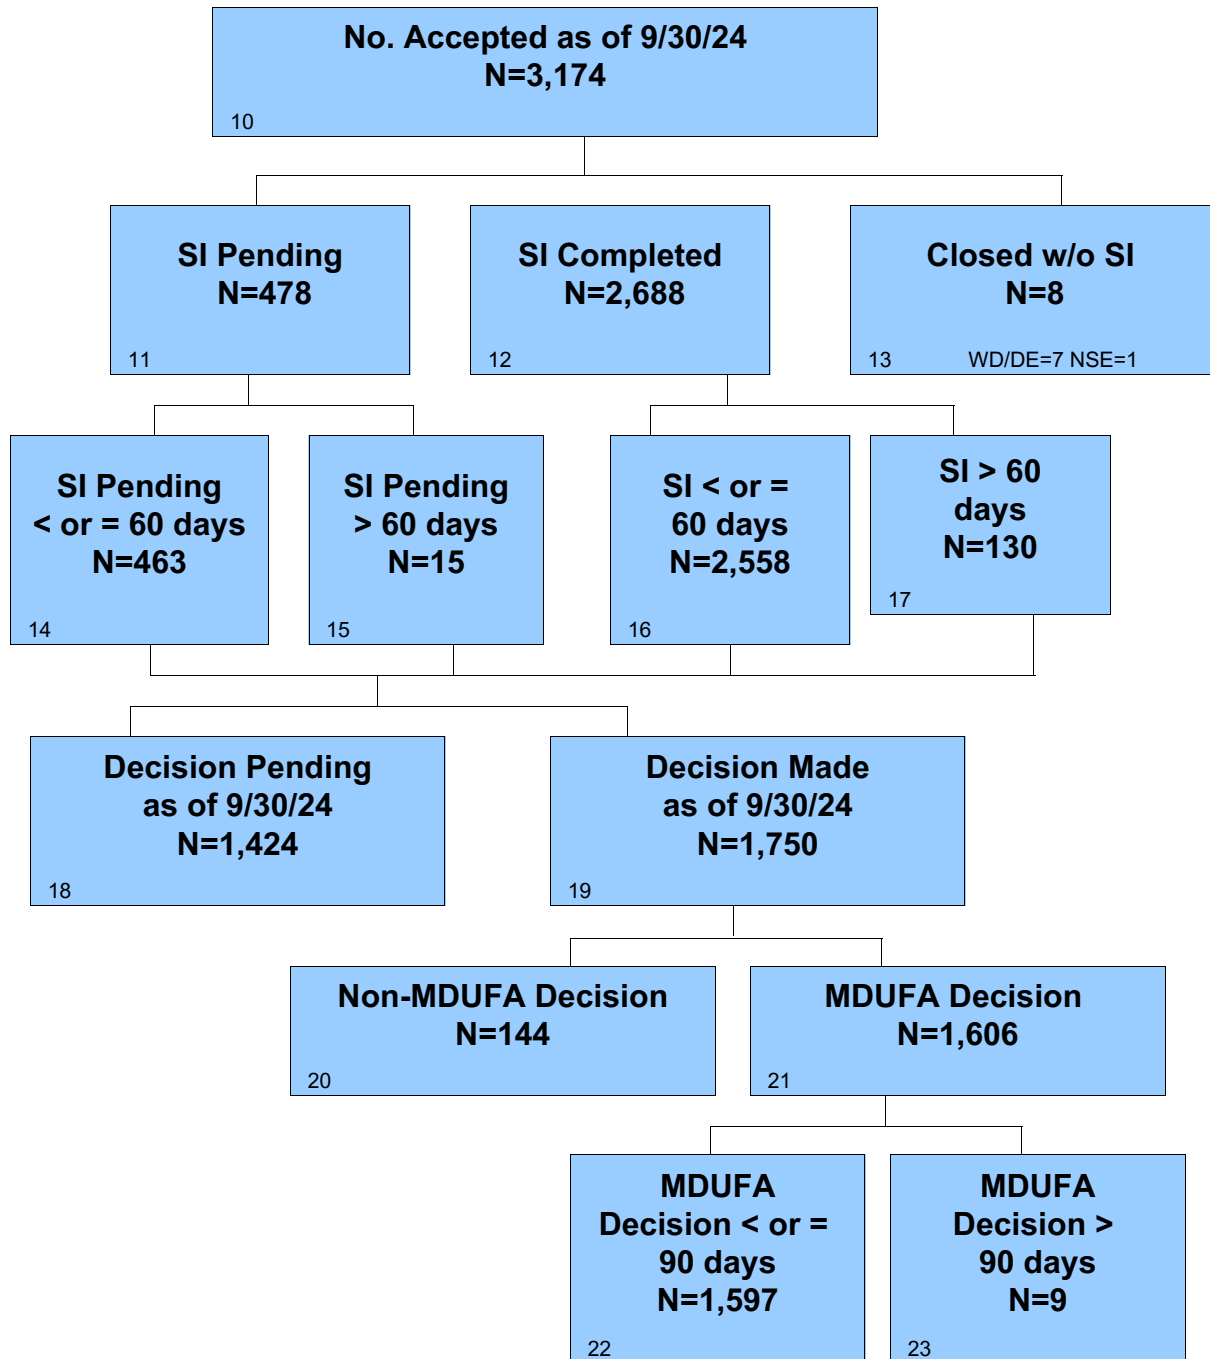 No. Accepted as of 9/30/24
N=3,174
10
SI Pending
N=478
11
SI Completed
N=2,688
12
Closed w/o SI
N=8
13 WD/DE=7 NSE=1
SI Pending
< or = 60 days
N=463
14
SI Pending
> 60 days
N=15
15
SI < or =
60 days
N=2,558
16
SI > 60
days
N=130
17
Decision Pending
as of 9/30/24
N=1,424
18
Decision Made
as of 9/30/24
N=1,750
19
Non-MDUFA Decision
N=144
20
MDUFA Decision
N=1,606
21
MDUFA
Decision < or =
90 days
N=1,597
22
MDUFA
Decision >
90 days
N=9
23